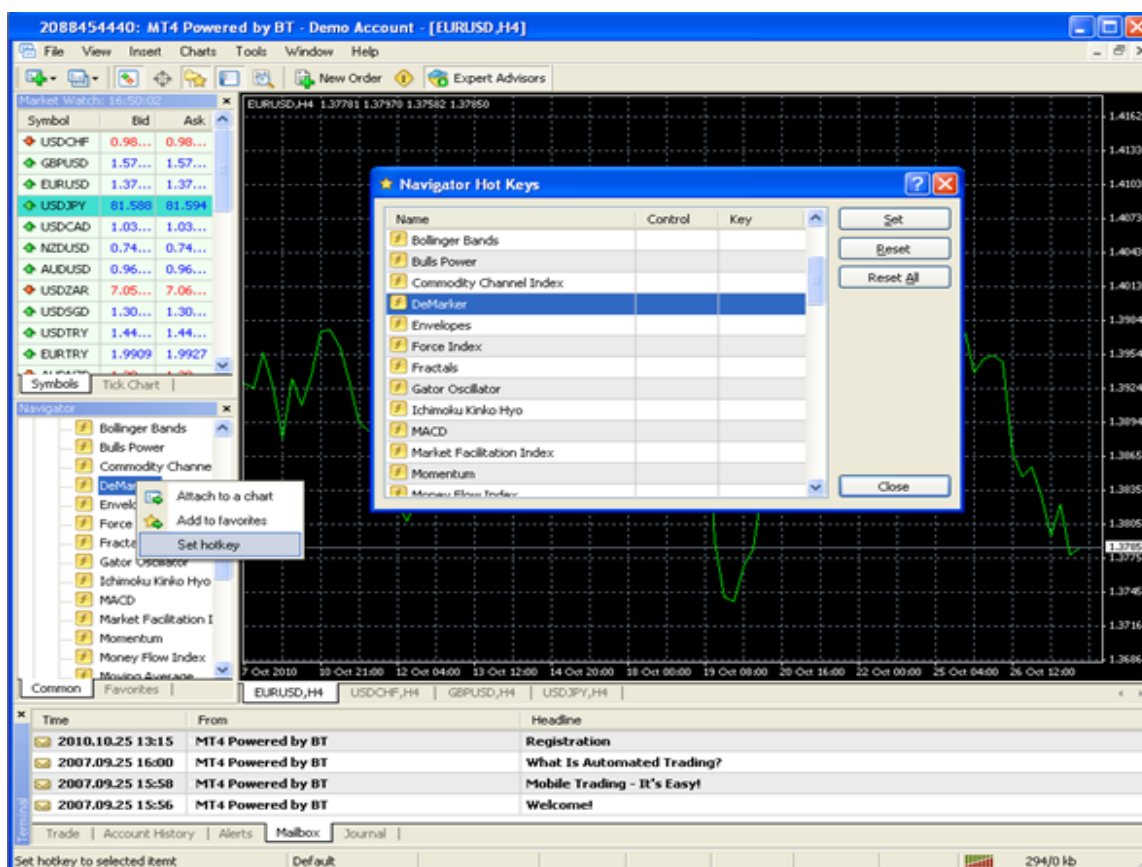 2088454440: MT4 Powered by BT - Demo Account - [EURUSD,H4]
File View Insert Charts Tools Window Help
New Order Expert Advisors
Market Watch: 16:50:02
Symbol Bid Ask
USDCHF 0.98... 0.98...
GBPUSD 1.57... 1.57...
EURUSD 1.37... 1.37...
USDJPY 81.588 81.594
USDCAD 1.03... 1.03...
NZDUSD 0.74... 0.74...
AUDUSD 0.96... 0.96...
USDZAR 7.05... 7.06...
USDSGD 1.30... 1.30...
USDTRY 1.44... 1.44...
EURTRY 1.9909 1.9927
Symbols Tick Chart
Navigator
Bollinger Bands
Bulls Power
Commodity Channe
DeMar
Envelo
Force
Fracta
Gator Oscillator
Ichimoku Kinko Hyo
MACD
Market Facilitation I
Momentum
Money Flow Index
Moving Average
Common Favorites
Attach to a chart
Add to favorites
Set hotkey
EURUSD,H4 1.37781 1.37970 1.37582 1.37850
Navigator Hot Keys
Name Control Key
Bollinger Bands
Bulls Power
Commodity Channel Index
DeMarker
Envelopes
Force Index
Fractals
Gator Oscillator
Ichimoku Kinko Hyo
MACD
Market Facilitation Index
Momentum
Money Flow Index
Set
Reset
Reset All
Close
1.4162
1.4133
1.4103
1.4073
1.4043
1.4013
1.3984
1.3954
1.3924
1.3895
1.3865
1.3835
1.3805
1.3785
1.3775
1.3745
1.3716
1.3685
7 Oct 2010 10 Oct 21:00 12 Oct 04:00 13 Oct 12:00 14 Oct 20:00 18 Oct 00:00 19 Oct 08:00 20 Oct 16:00 22 Oct 00:00 25 Oct 04:00 26 Oct 12:00
EURUSD,H4 USDCHF,H4 GBPUSD,H4 USDJPY,H4
Time From Headline
2010.10.25 13:15 MT4 Powered by BT Registration
2007.09.25 16:00 MT4 Powered by BT What Is Automated Trading?
2007.09.25 15:58 MT4 Powered by BT Mobile Trading - It's Easy!
2007.09.25 15:56 MT4 Powered by BT Welcome!
Terminal
Trade Account History Alerts Mailbox Journal
Set hotkey to selected itemt Default 294/0 kb